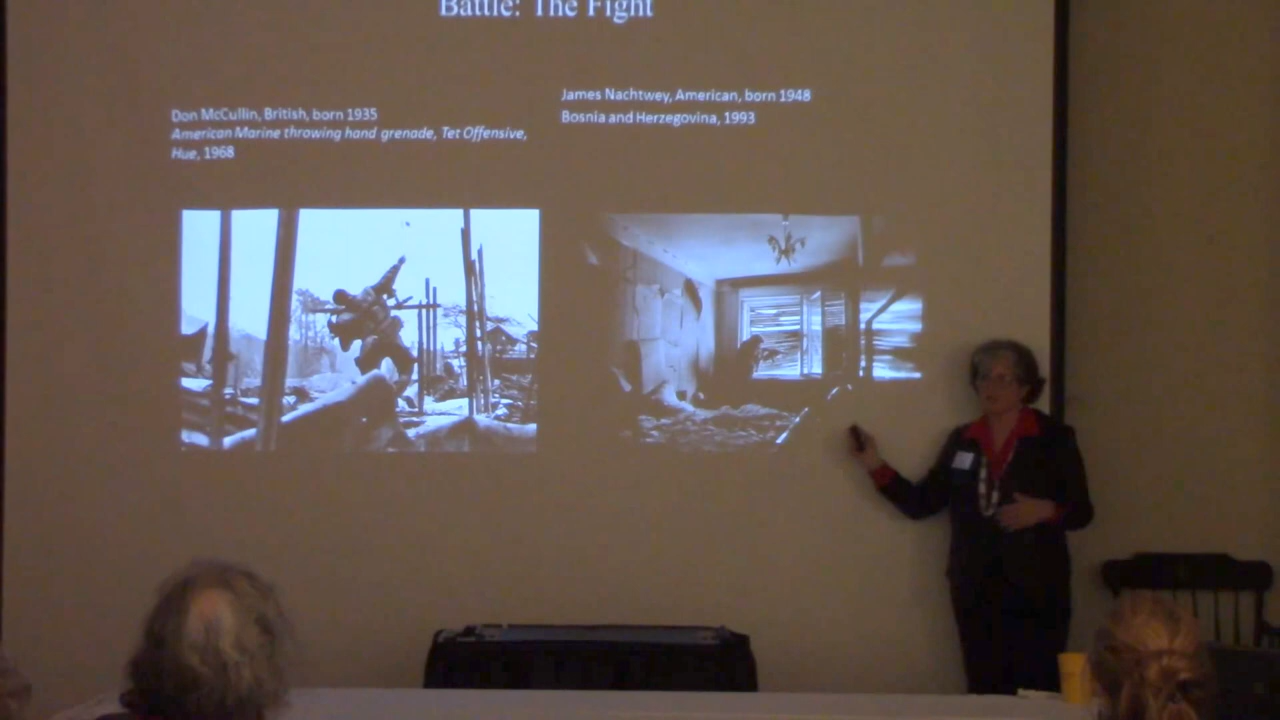 Battle: The Fight
Don McCullin, British, born 1935
American Marine throwing hand grenade, Tet Offensive,
Hue, 1968
James Nachtwey, American, born 1948
Bosnia and Herzegovina, 1993